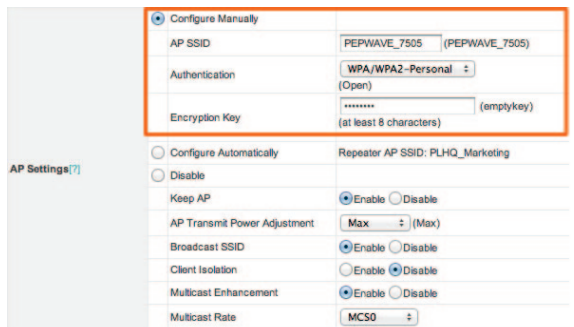 Configure Manually
AP SSID PEPWAVE_7505 (PEPWAVE_7505)
Authentication WPA/WPA2-Personal
(Open)
Encryption Key •••••••• (emptykey)
(at least 8 characters)
AP Settings[?]
Configure Automatically Repeater AP SSID: PLHQ_Marketing
Disable
Keep AP Enable Disable
AP Transmit Power Adjustment Max (Max)
Broadcast SSID Enable Disable
Client Isolation Enable Disable
Multicast Enhancement Enable Disable
Multicast Rate MCS0